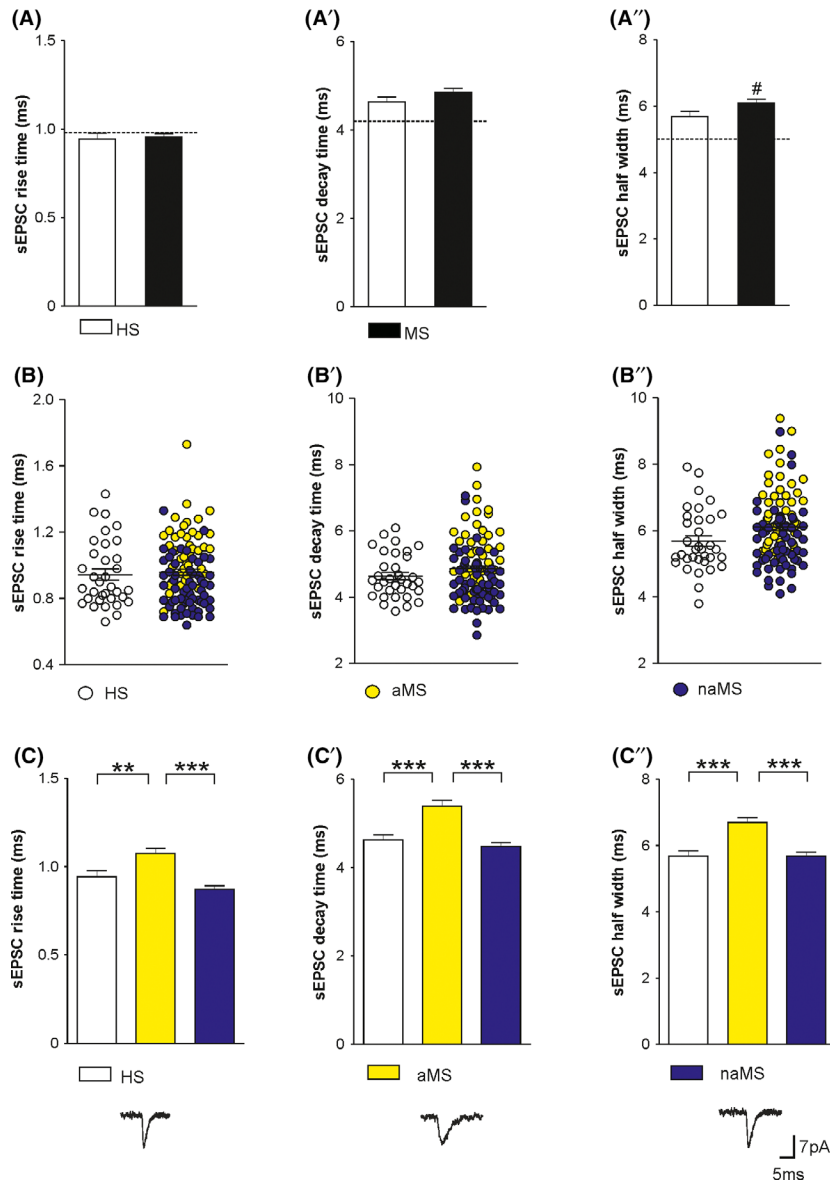 (A)
sEPSC rise time (ms)
1.5
1.0
0.5
0
HS
(A′)
sEPSC decay time (ms)
6
4
2
0
MS
(A″)
sEPSC half width (ms)
8
6
4
2
0
#
(B)
sEPSC rise time (ms)
2.0
1.6
1.2
0.8
0.4
HS
(B′)
sEPSC decay time (ms)
10
8
6
4
2
aMS
(B″)
sEPSC half width (ms)
10
8
6
4
2
naMS
(C)
sEPSC rise time (ms)
1.5
1.0
0.5
0
** ***
HS
(C′)
sEPSC decay time (ms)
6
4
2
0
*** ***
aMS
(C″)
sEPSC half width (ms)
8
6
4
2
0
*** ***
naMS
7pA
5ms